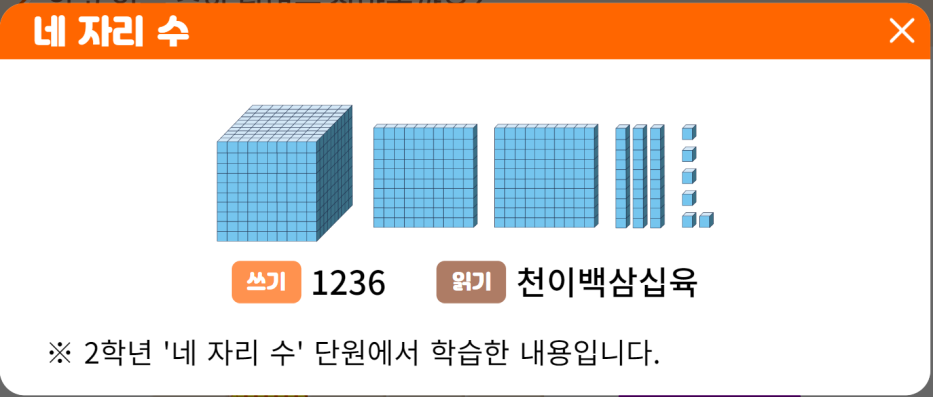 네 자리 수
쓰기 1236 읽기 천이백삼십육
※ 2학년 '네 자리 수' 단원에서 학습한 내용입니다.